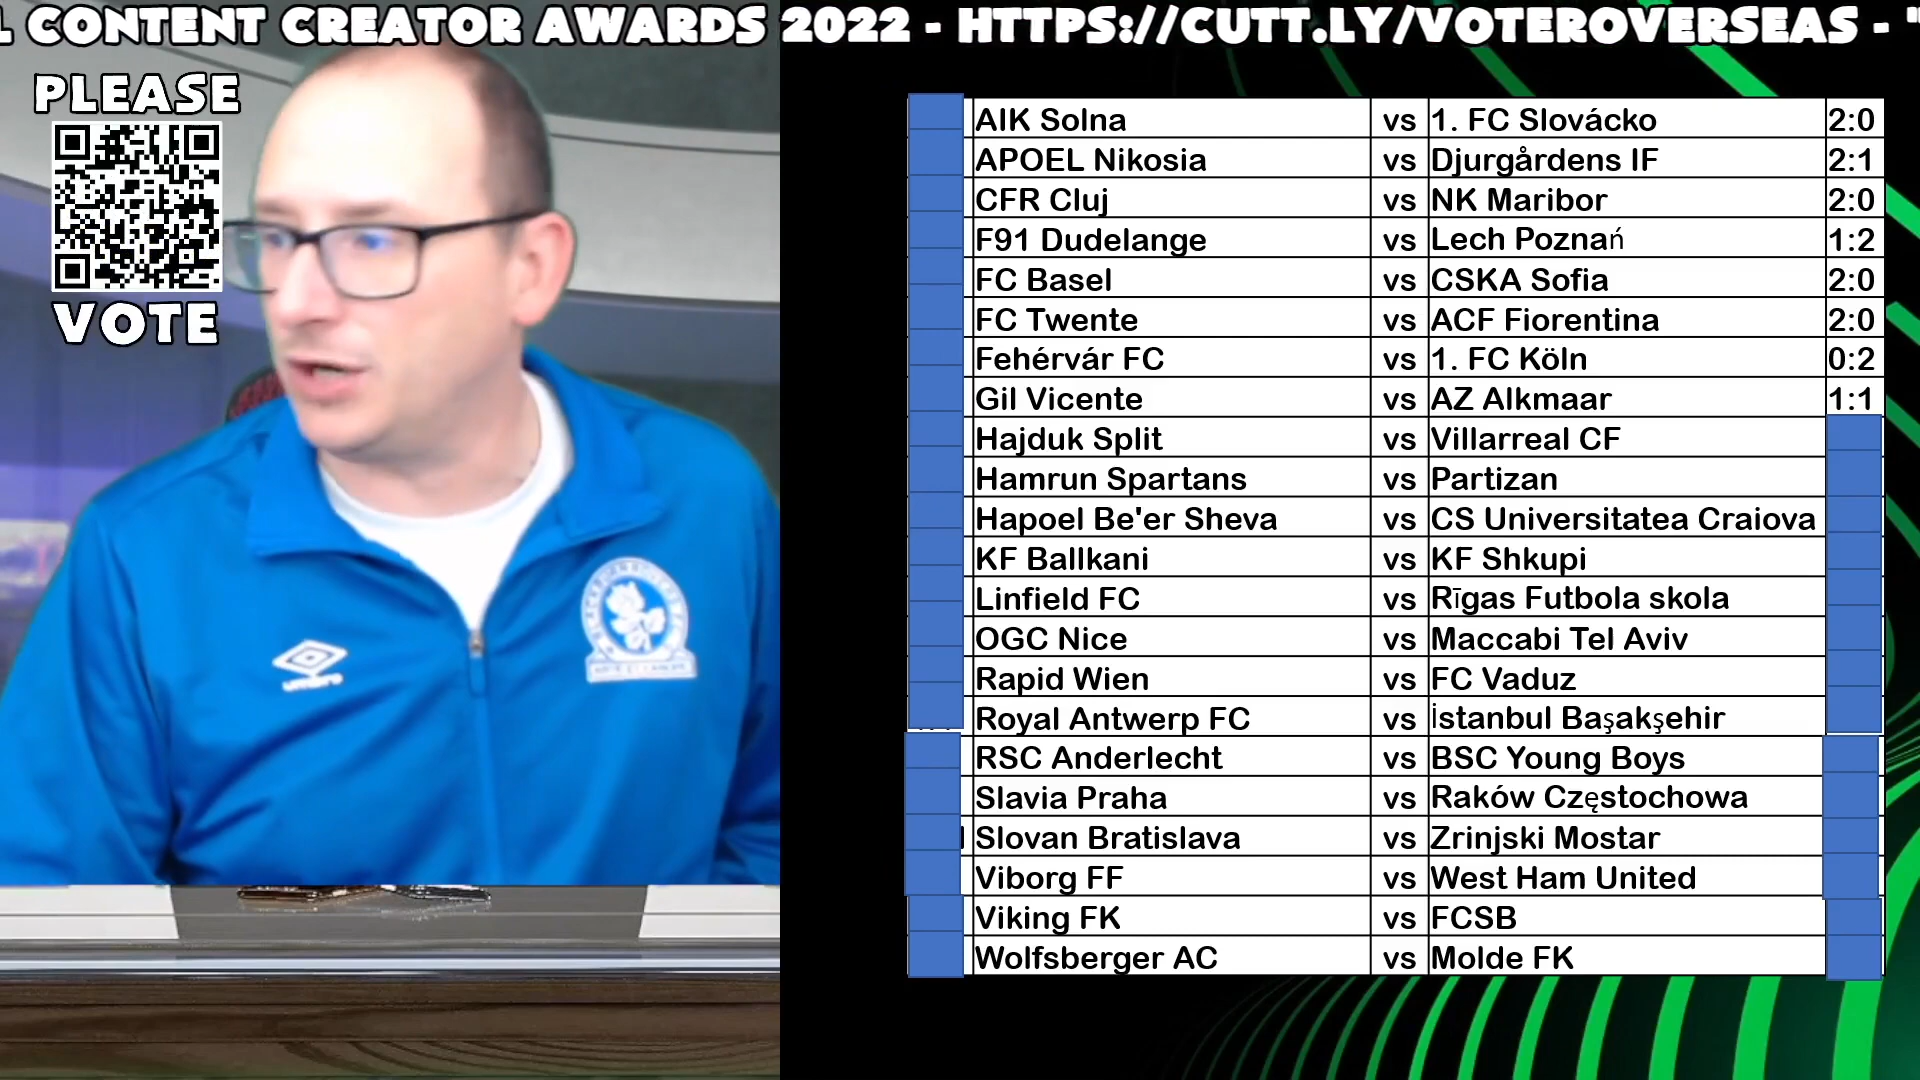 L CONTENT CREATOR AWARDS 2022 - HTTPS://CUTT.LY/VOTEROVERSEAS - "
PLEASE
VOTE
umbro
AIK Solna vs 1. FC Slovácko 2:0
APOEL Nikosia vs Djurgårdens IF 2:1
CFR Cluj vs NK Maribor 2:0
F91 Dudelange vs Lech Poznań 1:2
FC Basel vs CSKA Sofia 2:0
FC Twente vs ACF Fiorentina 2:0
Fehérvár FC vs 1. FC Köln 0:2
Gil Vicente vs AZ Alkmaar 1:1
Hajduk Split vs Villarreal CF
Hamrun Spartans vs Partizan
Hapoel Be'er Sheva vs CS Universitatea Craiova
KF Ballkani vs KF Shkupi
Linfield FC vs Rīgas Futbola skola
OGC Nice vs Maccabi Tel Aviv
Rapid Wien vs FC Vaduz
Royal Antwerp FC vs İstanbul Başakşehir
RSC Anderlecht vs BSC Young Boys
Slavia Praha vs Raków Częstochowa
Slovan Bratislava vs Zrinjski Mostar
Viborg FF vs West Ham United
Viking FK vs FCSB
Wolfsberger AC vs Molde FK